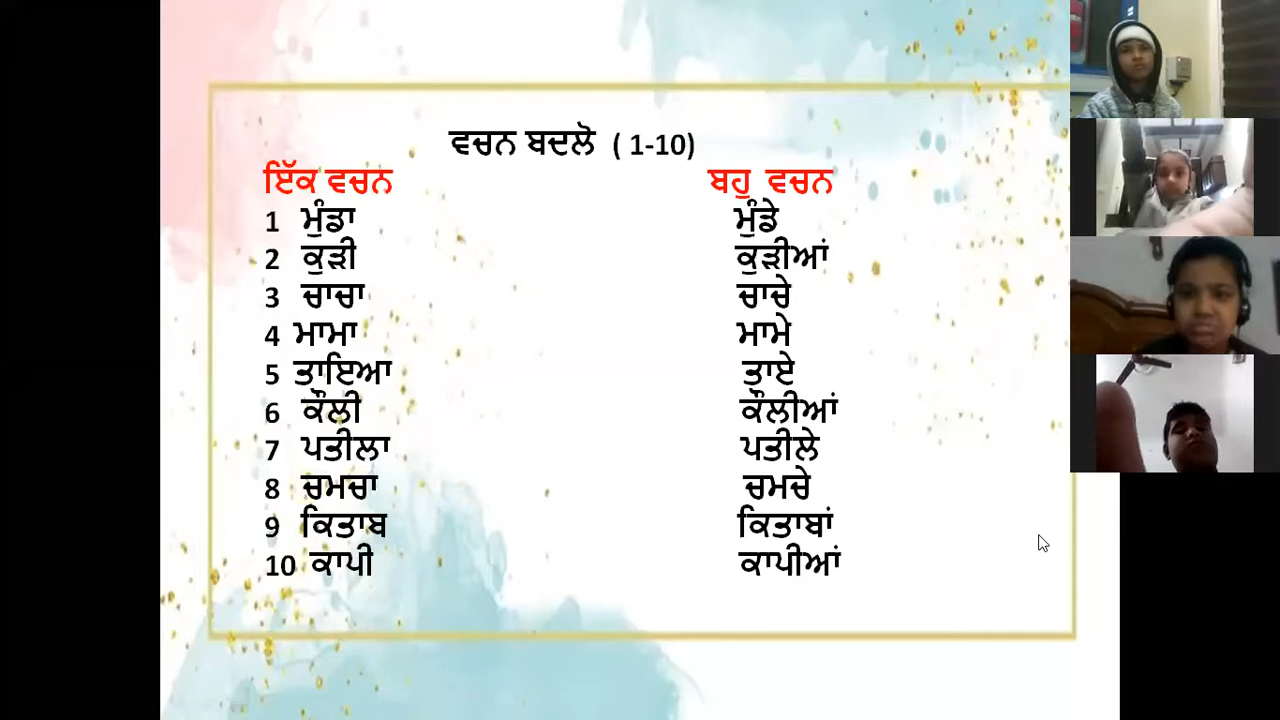 ਵਚਨ ਬਦਲੋ ( 1-10)
ਇੱਕ ਵਚਨ ਬਹੁ ਵਚਨ
1 ਮੁੰਡਾ ਮੁੰਡੇ
2 ਕੁੜੀ ਕੁੜੀਆਂ
3 ਚਾਚਾ ਚਾਚੇ
4 ਮਾਮਾ ਮਾਮੇ
5 ਤਾਇਆ ਤਾਏ
6 ਕੌਲੀ ਕੌਲੀਆਂ
7 ਪਤੀਲਾ ਪਤੀਲੇ
8 ਚਮਚਾ ਚਮਚੇ
9 ਕਿਤਾਬ ਕਿਤਾਬਾਂ
10 ਕਾਪੀ ਕਾਪੀਆਂ